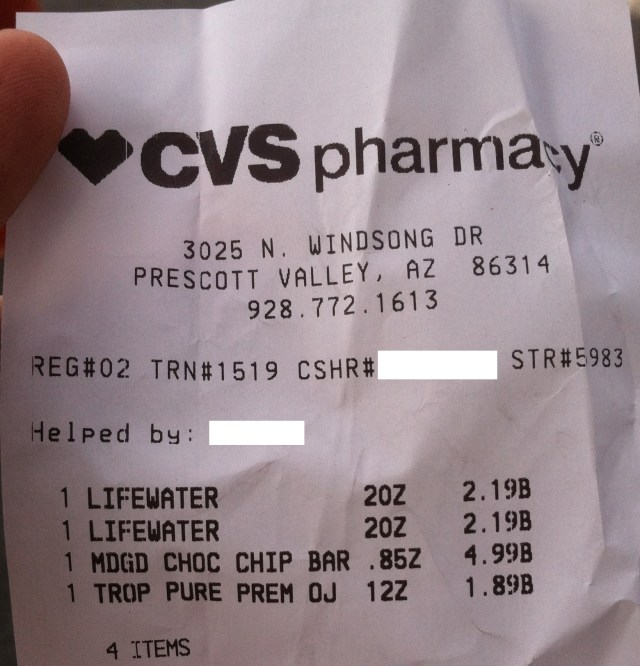 CVS pharmacy®
3025 N. WINDSONG DR
PRESCOTT VALLEY, AZ 86314
928.772.1613
REG#02 TRN#1519 CSHR# STR#5983
Helped by:
1 LIFEWATER 20Z 2.19B
1 LIFEWATER 20Z 2.19B
1 MDGD CHOC CHIP BAR .85Z 4.99B
1 TROP PURE PREM OJ 12Z 1.89B
4 ITEMS